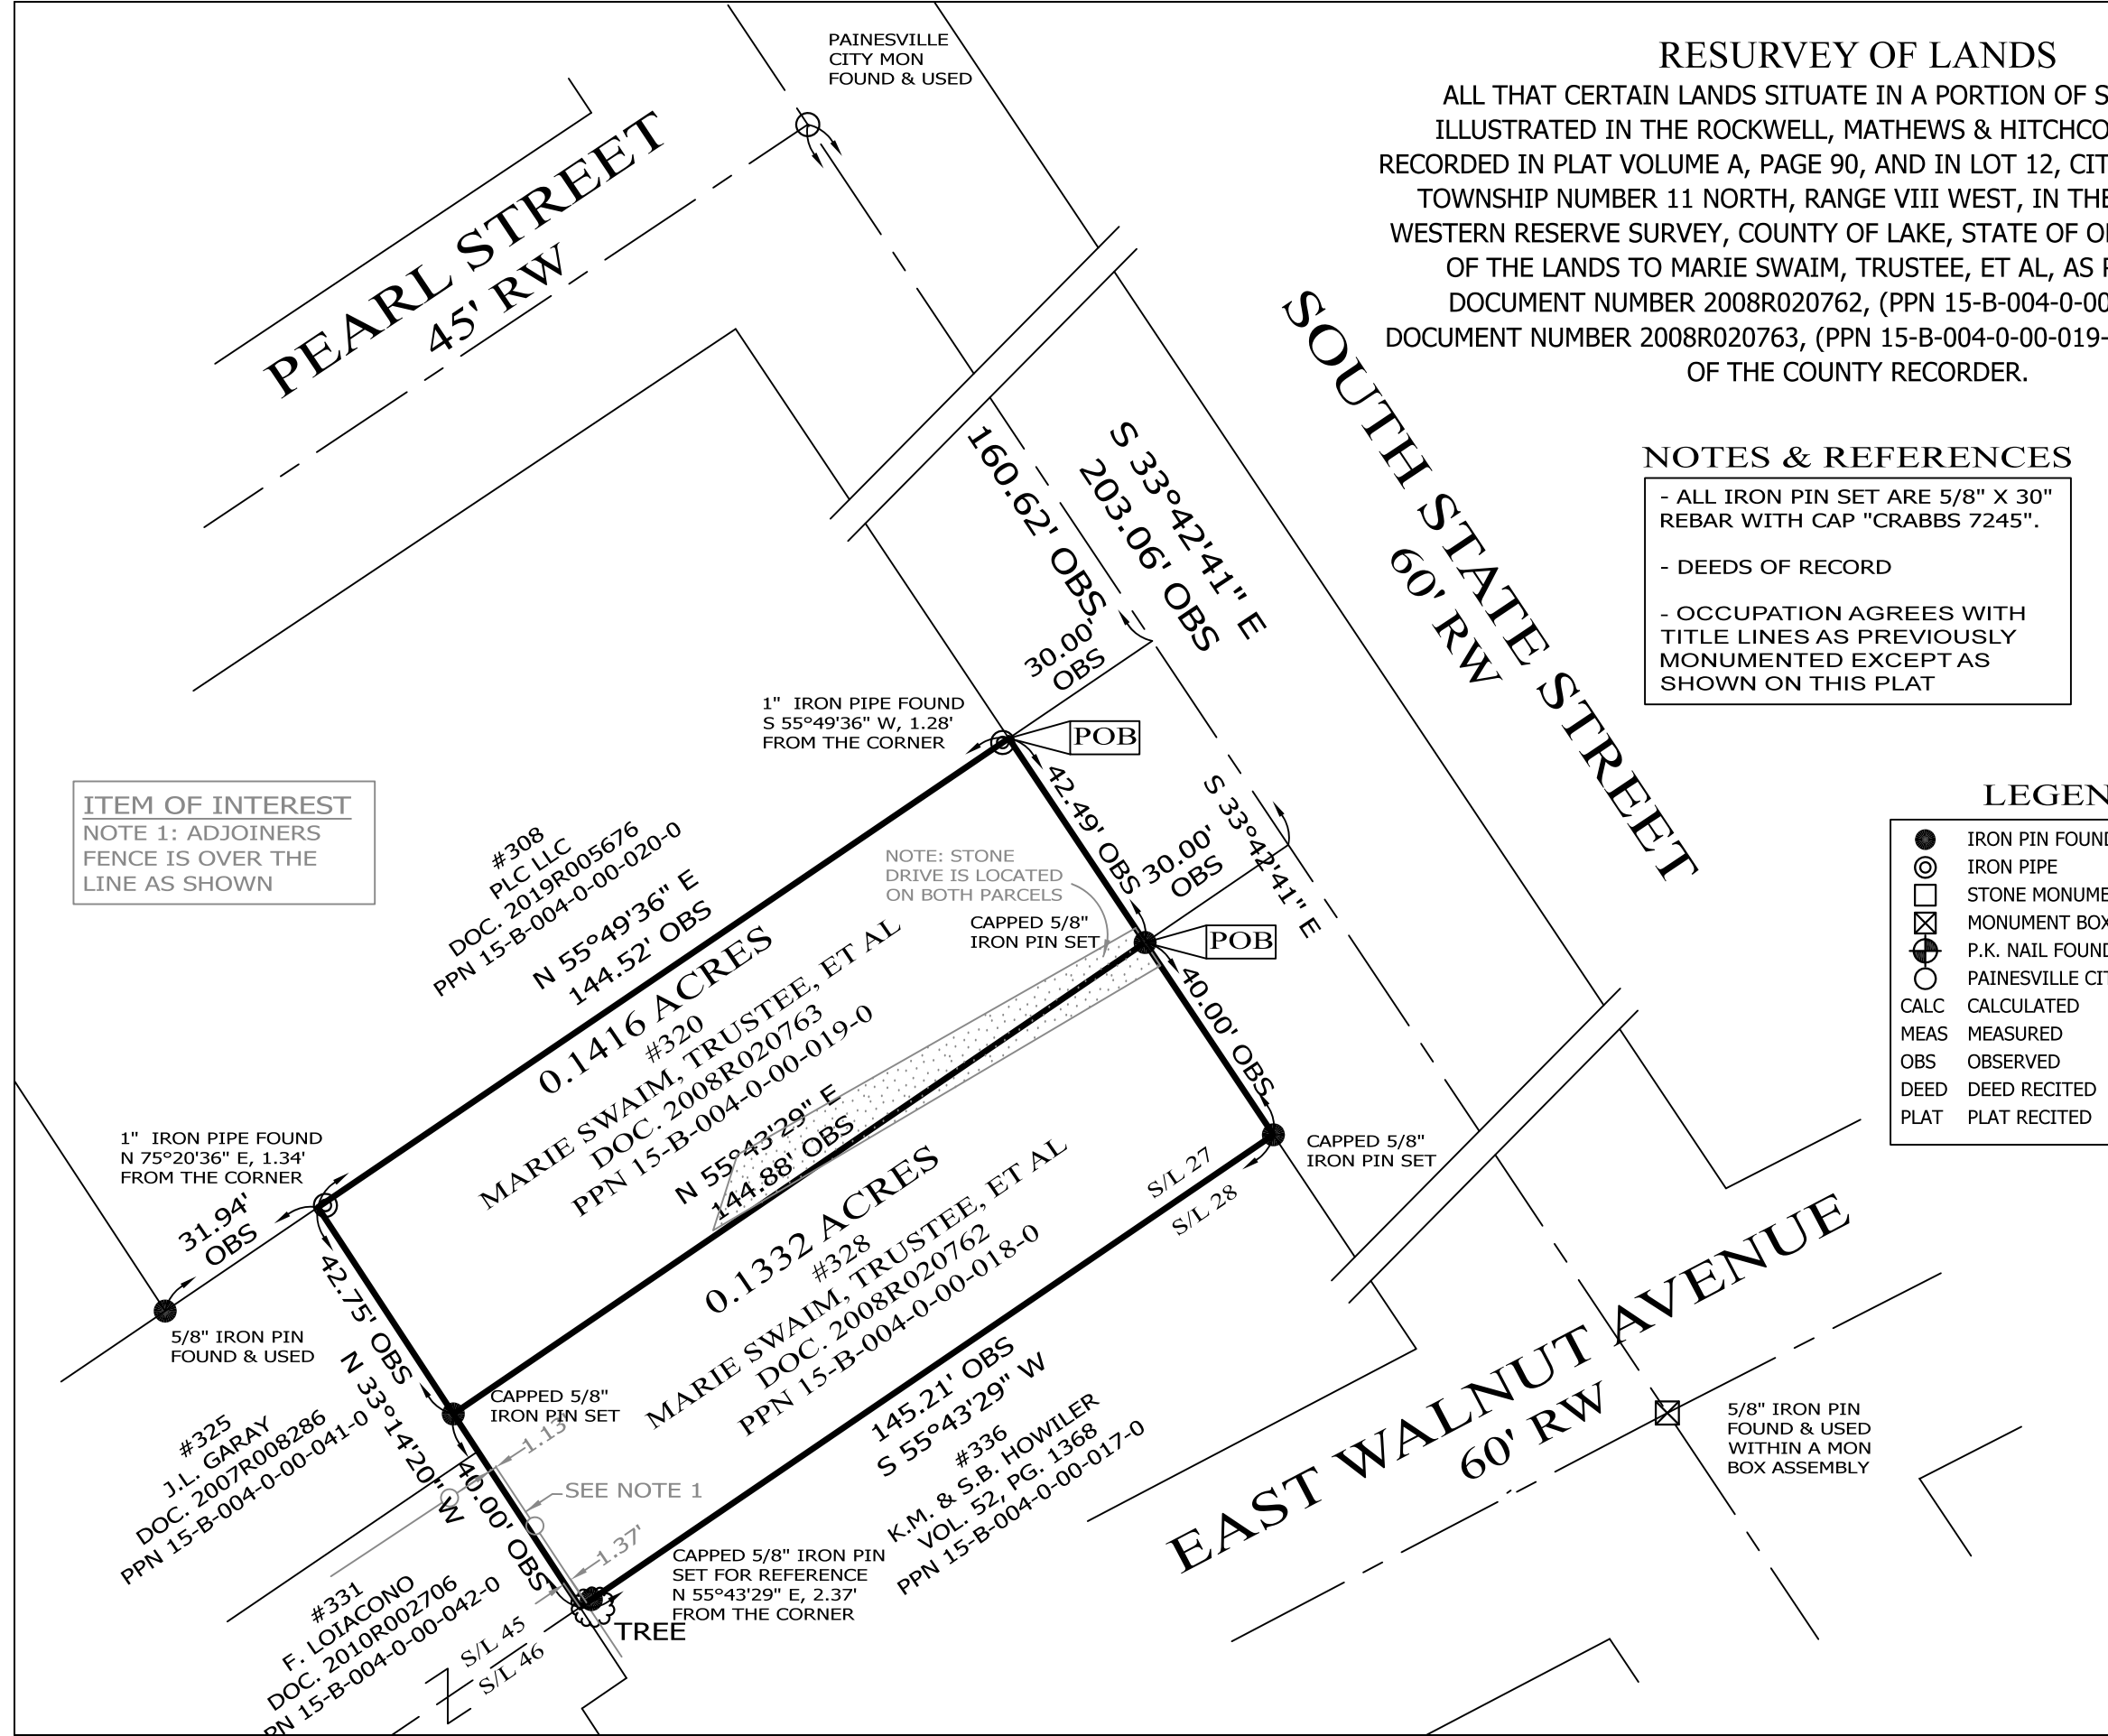 PAINESVILLE
CITY MON
FOUND & USED
RESURVEY OF LANDS
ALL THAT CERTAIN LANDS SITUATE IN A PORTION OF S
ILLUSTRATED IN THE ROCKWELL, MATHEWS & HITCHCO
RECORDED IN PLAT VOLUME A, PAGE 90, AND IN LOT 12, CIT
TOWNSHIP NUMBER 11 NORTH, RANGE VIII WEST, IN THE
WESTERN RESERVE SURVEY, COUNTY OF LAKE, STATE OF O
OF THE LANDS TO MARIE SWAIM, TRUSTEE, ET AL, AS
DOCUMENT NUMBER 2008R020762, (PPN 15-B-004-0-00
DOCUMENT NUMBER 2008R020763, (PPN 15-B-004-0-00-019-
OF THE COUNTY RECORDER.
PEARL STREET
45' RW
SOUTH STATE STREET
60' RW
NOTES & REFERENCES
- ALL IRON PIN SET ARE 5/8" X 30"
REBAR WITH CAP "CRABBS 7245".
- DEEDS OF RECORD
- OCCUPATION AGREES WITH
TITLE LINES AS PREVIOUSLY
MONUMENTED EXCEPT AS
SHOWN ON THIS PLAT
160.62' OBS
S 33°42'41" E
203.06' OBS
30.00'
OBS
1" IRON PIPE FOUND
S 55°49'36" W, 1.28'
FROM THE CORNER
POB
ITEM OF INTEREST
NOTE 1: ADJOINERS
FENCE IS OVER THE
LINE AS SHOWN
LEGEN
IRON PIN FOUND
IRON PIPE
STONE MONUME
MONUMENT BOX
P.K. NAIL FOUND
PAINESVILLE CIT
CALC CALCULATED
MEAS MEASURED
OBS OBSERVED
DEED DEED RECITED
PLAT PLAT RECITED
42.49' OBS
S 33°42'41" E
30.00'
OBS
#308
PLC LLC
DOC. 2019R005676
PPN 15-B-004-0-00-020-0
N 55°49'36" E
144.52' OBS
NOTE: STONE
DRIVE IS LOCATED
ON BOTH PARCELS
CAPPED 5/8"
IRON PIN SET
POB
40.00' OBS
0.1416 ACRES
#320
MARIE SWAIM, TRUSTEE, ET AL
DOC. 2008R020763
PPN 15-B-004-0-00-019-0
N 55°43'29" E
144.88' OBS
1" IRON PIPE FOUND
N 75°20'36" E, 1.34'
FROM THE CORNER
31.94'
OBS
5/8" IRON PIN
FOUND & USED
0.1332 ACRES
#328
MARIE SWAIM, TRUSTEE, ET AL
DOC. 2008R020762
PPN 15-B-004-0-00-018-0
S/L 27
S/L 28
CAPPED 5/8"
IRON PIN SET
42.75' OBS
N 33°14'20" W
CAPPED 5/8"
IRON PIN SET
1.13'
40.00' OBS
SEE NOTE 1
1.37'
145.21' OBS
S 55°43'29" W
#336
K.M. & S.B. HOWILER
VOL. 52, PG. 1368
PPN 15-B-004-0-00-017-0
EAST WALNUT AVENUE
60' RW
5/8" IRON PIN
FOUND & USED
WITHIN A MON
BOX ASSEMBLY
#325
J.L. GARAY
DOC. 2007R008286
PPN 15-B-004-0-00-041-0
#331
F. LOIACONO
DOC. 2010R002706
PN 15-B-004-0-00-042-0
CAPPED 5/8" IRON PIN
SET FOR REFERENCE
N 55°43'29" E, 2.37'
FROM THE CORNER
TREE
S/L 45
S/L 46